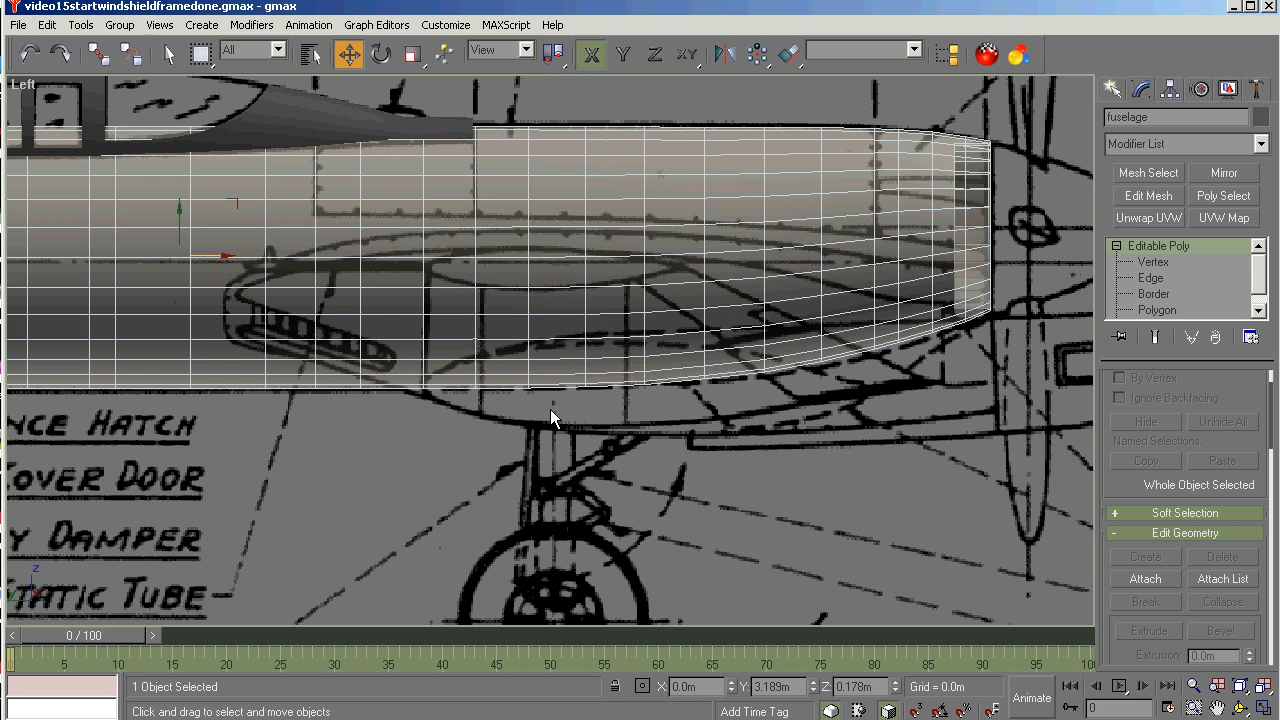 video15startwindshieldframedone.gmax - gmax
File Edit Tools Group Views Create Modifiers Animation Graph Editors Customize MAXScript Help
All
View
X Y Z XY
Left
fuselage
Modifier List
Mesh Select Mirror
Edit Mesh Poly Select
Unwrap UVW UVW Map
Editable Poly
Vertex
Edge
Border
Polygon
By Vertex
Ignore Backfacing
Hide Unhide All
Named Selections:
Copy Paste
Whole Object Selected
+ Soft Selection
- Edit Geometry
Create Delete
Attach Attach List
Break Collapse
Extrude Bevel
Extrusion: 0.0m
NCE HATCH
COVER DOOR
Y DAMPER
TATIC TUBE
z
< 0 / 100 >
5 10 15 20 25 30 35 40 45 50 55 60 65 70 75 80 85 90 95 10
1 Object Selected
X: 0.0m Y: 3.189m Z: 0.178m Grid = 0.0m
Animate
Click and drag to select and move objects
Add Time Tag
0